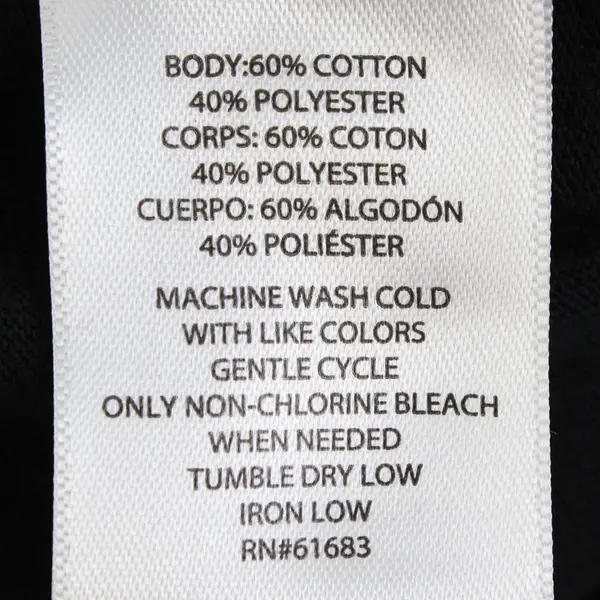 BODY:60% COTTON
40% POLYESTER
CORPS: 60% COTON
40% POLYESTER
CUERPO: 60% ALGODÓN
40% POLIÉSTER
MACHINE WASH COLD
WITH LIKE COLORS
GENTLE CYCLE
ONLY NON-CHLORINE BLEACH
WHEN NEEDED
TUMBLE DRY LOW
IRON LOW
RN#61683